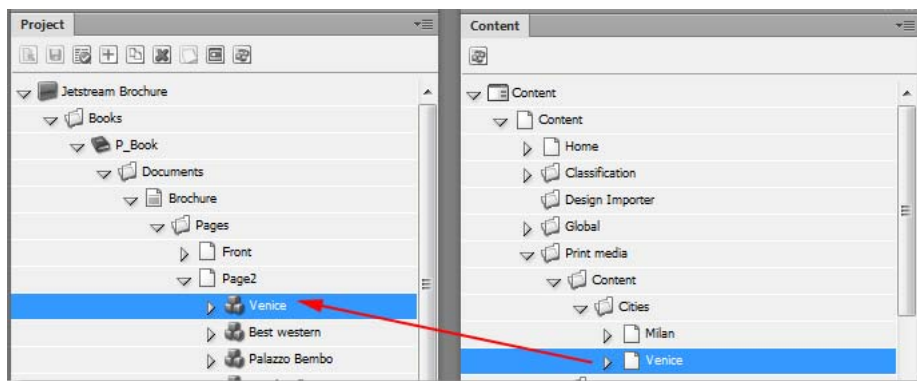 Project
Jetstream Brochure
Books
P_Book
Documents
Brochure
Pages
Front
Page2
Venice
Best western
Palazzo Bembo
Content
Content
Content
Home
Classification
Design Importer
Global
Print media
Content
Cities
Milan
Venice